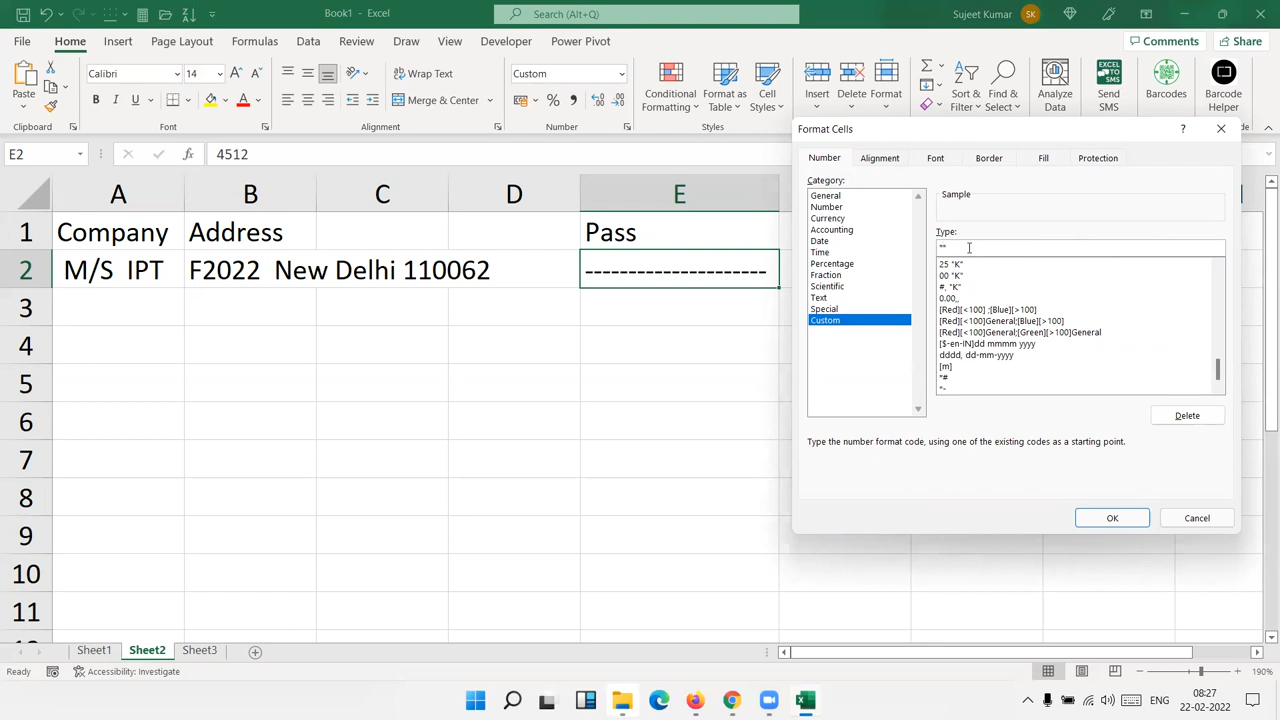 Book1 - Excel
Search (Alt+Q)
Sujeet Kumar SK
File Home Insert Page Layout Formulas Data Review View Draw Developer Power Pivot
Comments Share
Paste
Clipboard
Calibri 14
B I U A
Font
Wrap Text
Merge & Center
Alignment
Custom
%
Number
Conditional Formatting
Format as Table
Cell Styles
Styles
Insert
Delete
Format
Sort & Filter
Find & Select
Analyze Data
Send SMS
EXCEL TO SMS
Barcodes
Barcode Helper
E2 fx 4512
A B C D E
1 Company Address Pass
2 M/S IPT F2022 New Delhi 110062 ---------------------
3
4
5
6
7
8
9
10
11
Format Cells ?
Number Alignment Font Border Fill Protection
Category:
General
Number
Currency
Accounting
Date
Time
Percentage
Fraction
Scientific
Text
Special
Custom
Sample
Type:
**
25 "K"
00 "K"
#, "K"
0.00,,
[Red][<100] ;[Blue][>100]
[Red][<100]General;[Blue][>100]
[Red][<100]General;[Green][>100]General
[$-en-IN]dd mmmm yyyy
dddd, dd-mm-yyyy
[m]
*#
*-
Delete
Type the number format code, using one of the existing codes as a starting point.
OK Cancel
Sheet1 Sheet2 Sheet3
Ready Accessibility: Investigate
190%
ENG
08:27
22-02-2022